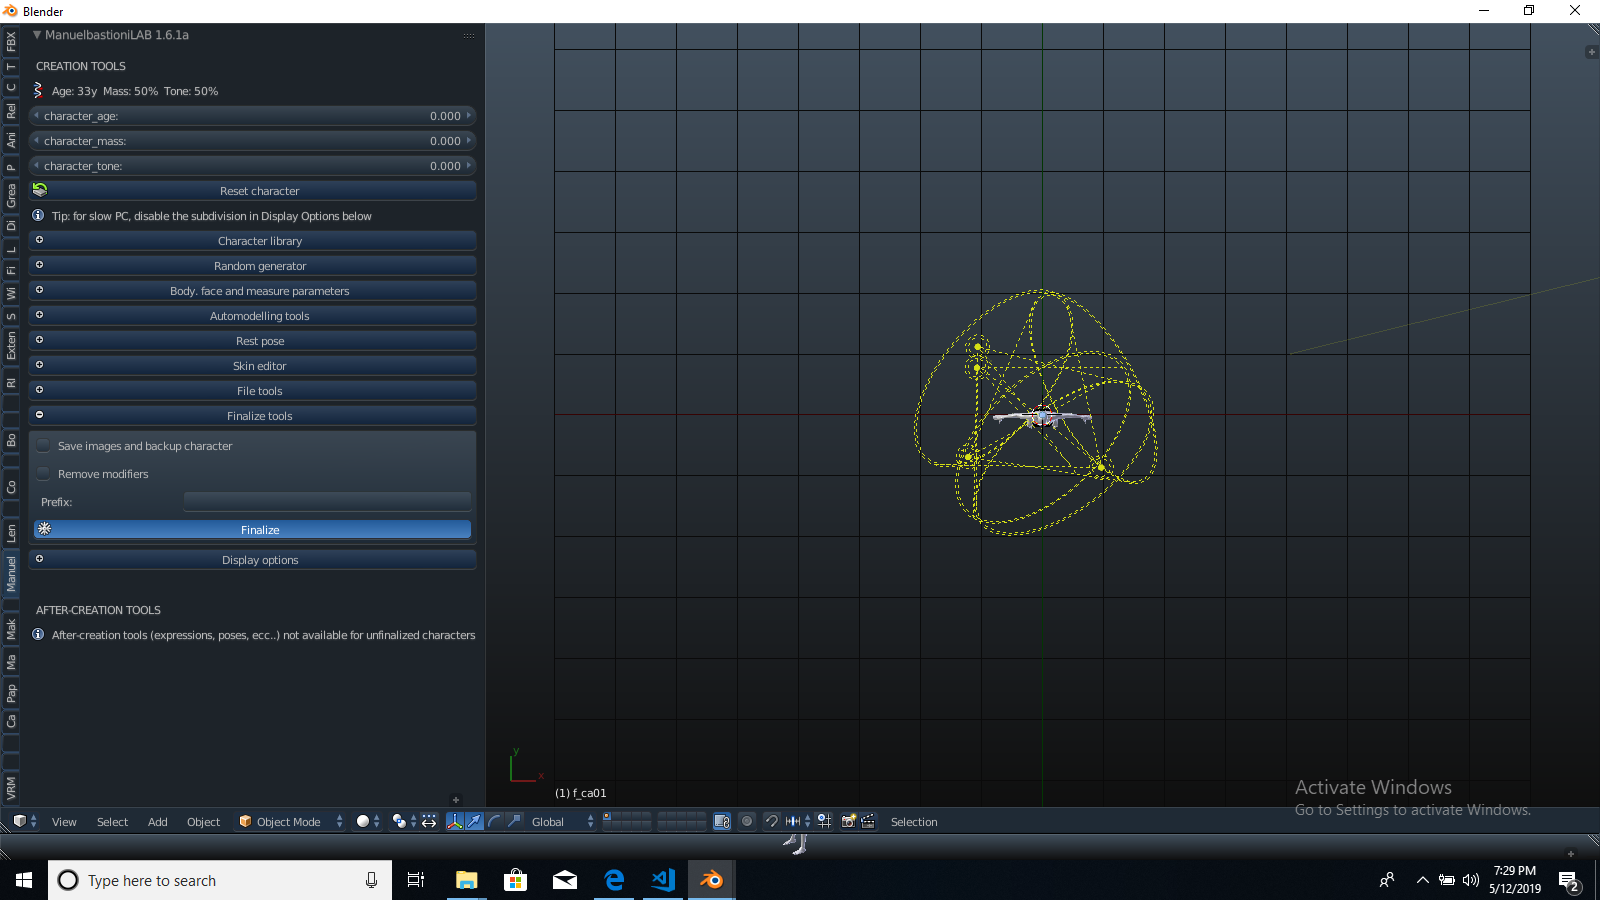 Blender
ManuelbastioniLAB 1.6.1a
CREATION TOOLS
Age: 33y Mass: 50% Tone: 50%
character_age: 0.000
character_mass: 0.000
character_tone: 0.000
Reset character
Tip: for slow PC, disable the subdivision in Display Options below
Character library
Random generator
Body. face and measure parameters
Automodelling tools
Rest pose
Skin editor
File tools
Finalize tools
Save images and backup character
Remove modifiers
Prefix:
Finalize
Display options
AFTER-CREATION TOOLS
After-creation tools (expressions, poses, ecc..) not available for unfinalized characters
FBX
T
C
Rel
Ani
P
Grea
Di
L
Fi
Wi
S
Exten
RI
Bo
Co
Len
Manuel
Mak
Ma
Pap
Ca
VRM
y
x
(1) f_ca01
Activate Windows
Go to Settings to activate Windows.
View Select Add Object Object Mode Global Selection
Type here to search
7:29 PM
5/12/2019
2